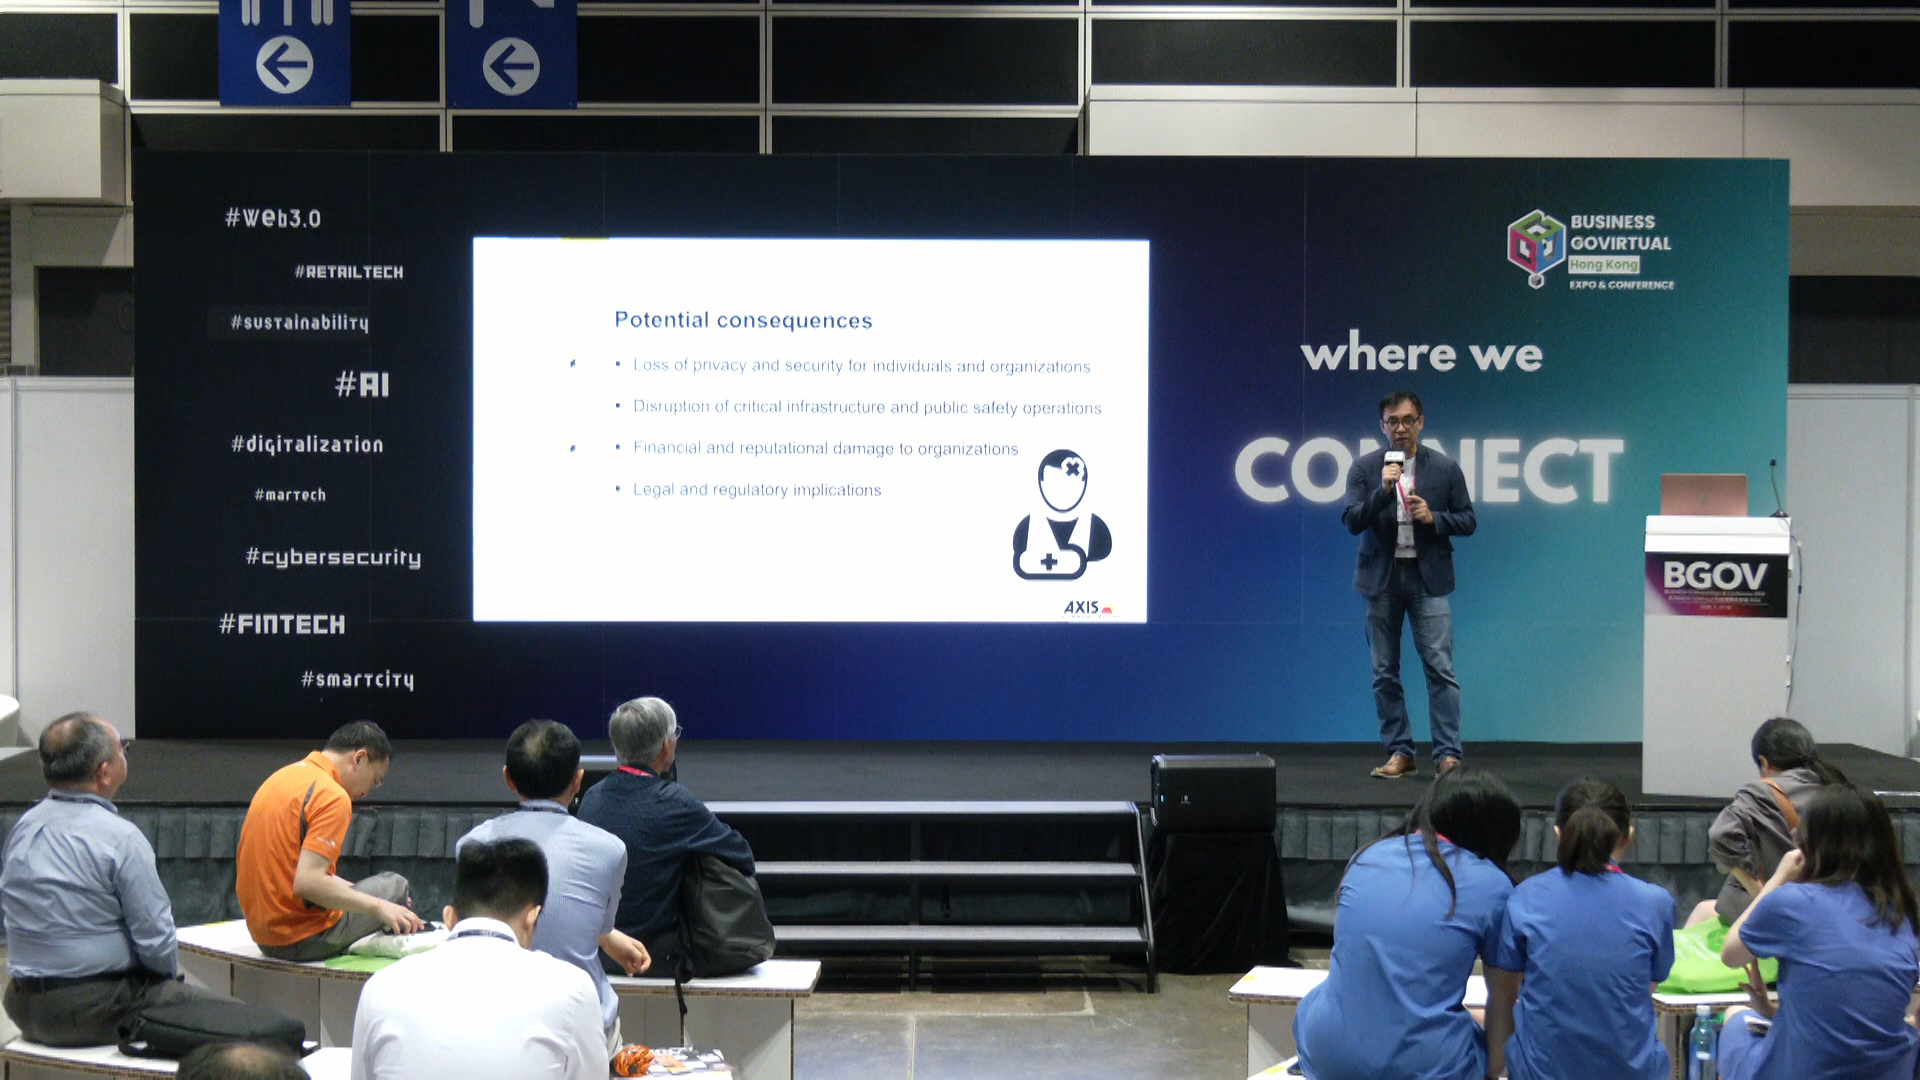 #Web3.0
#RETAILTECH
#sustainability
#AI
#digitalization
#martech
#cybersecurity
#FINTECH
#smartcity
Potential consequences
▪ Loss of privacy and security for individuals and organizations
▪ Disruption of critical infrastructure and public safety operations
▪ Financial and reputational damage to organizations
▪ Legal and regulatory implications
AXIS
BUSINESS
GOVIRTUAL
Hong Kong
EXPO & CONFERENCE
where we
CO NECT
BGOV